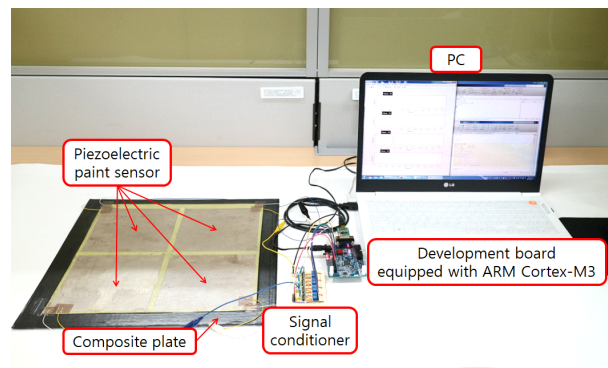 PC
Piezoelectric
paint sensor
LG
Development board
equipped with ARM Cortex-M3
Signal
conditioner
Composite plate